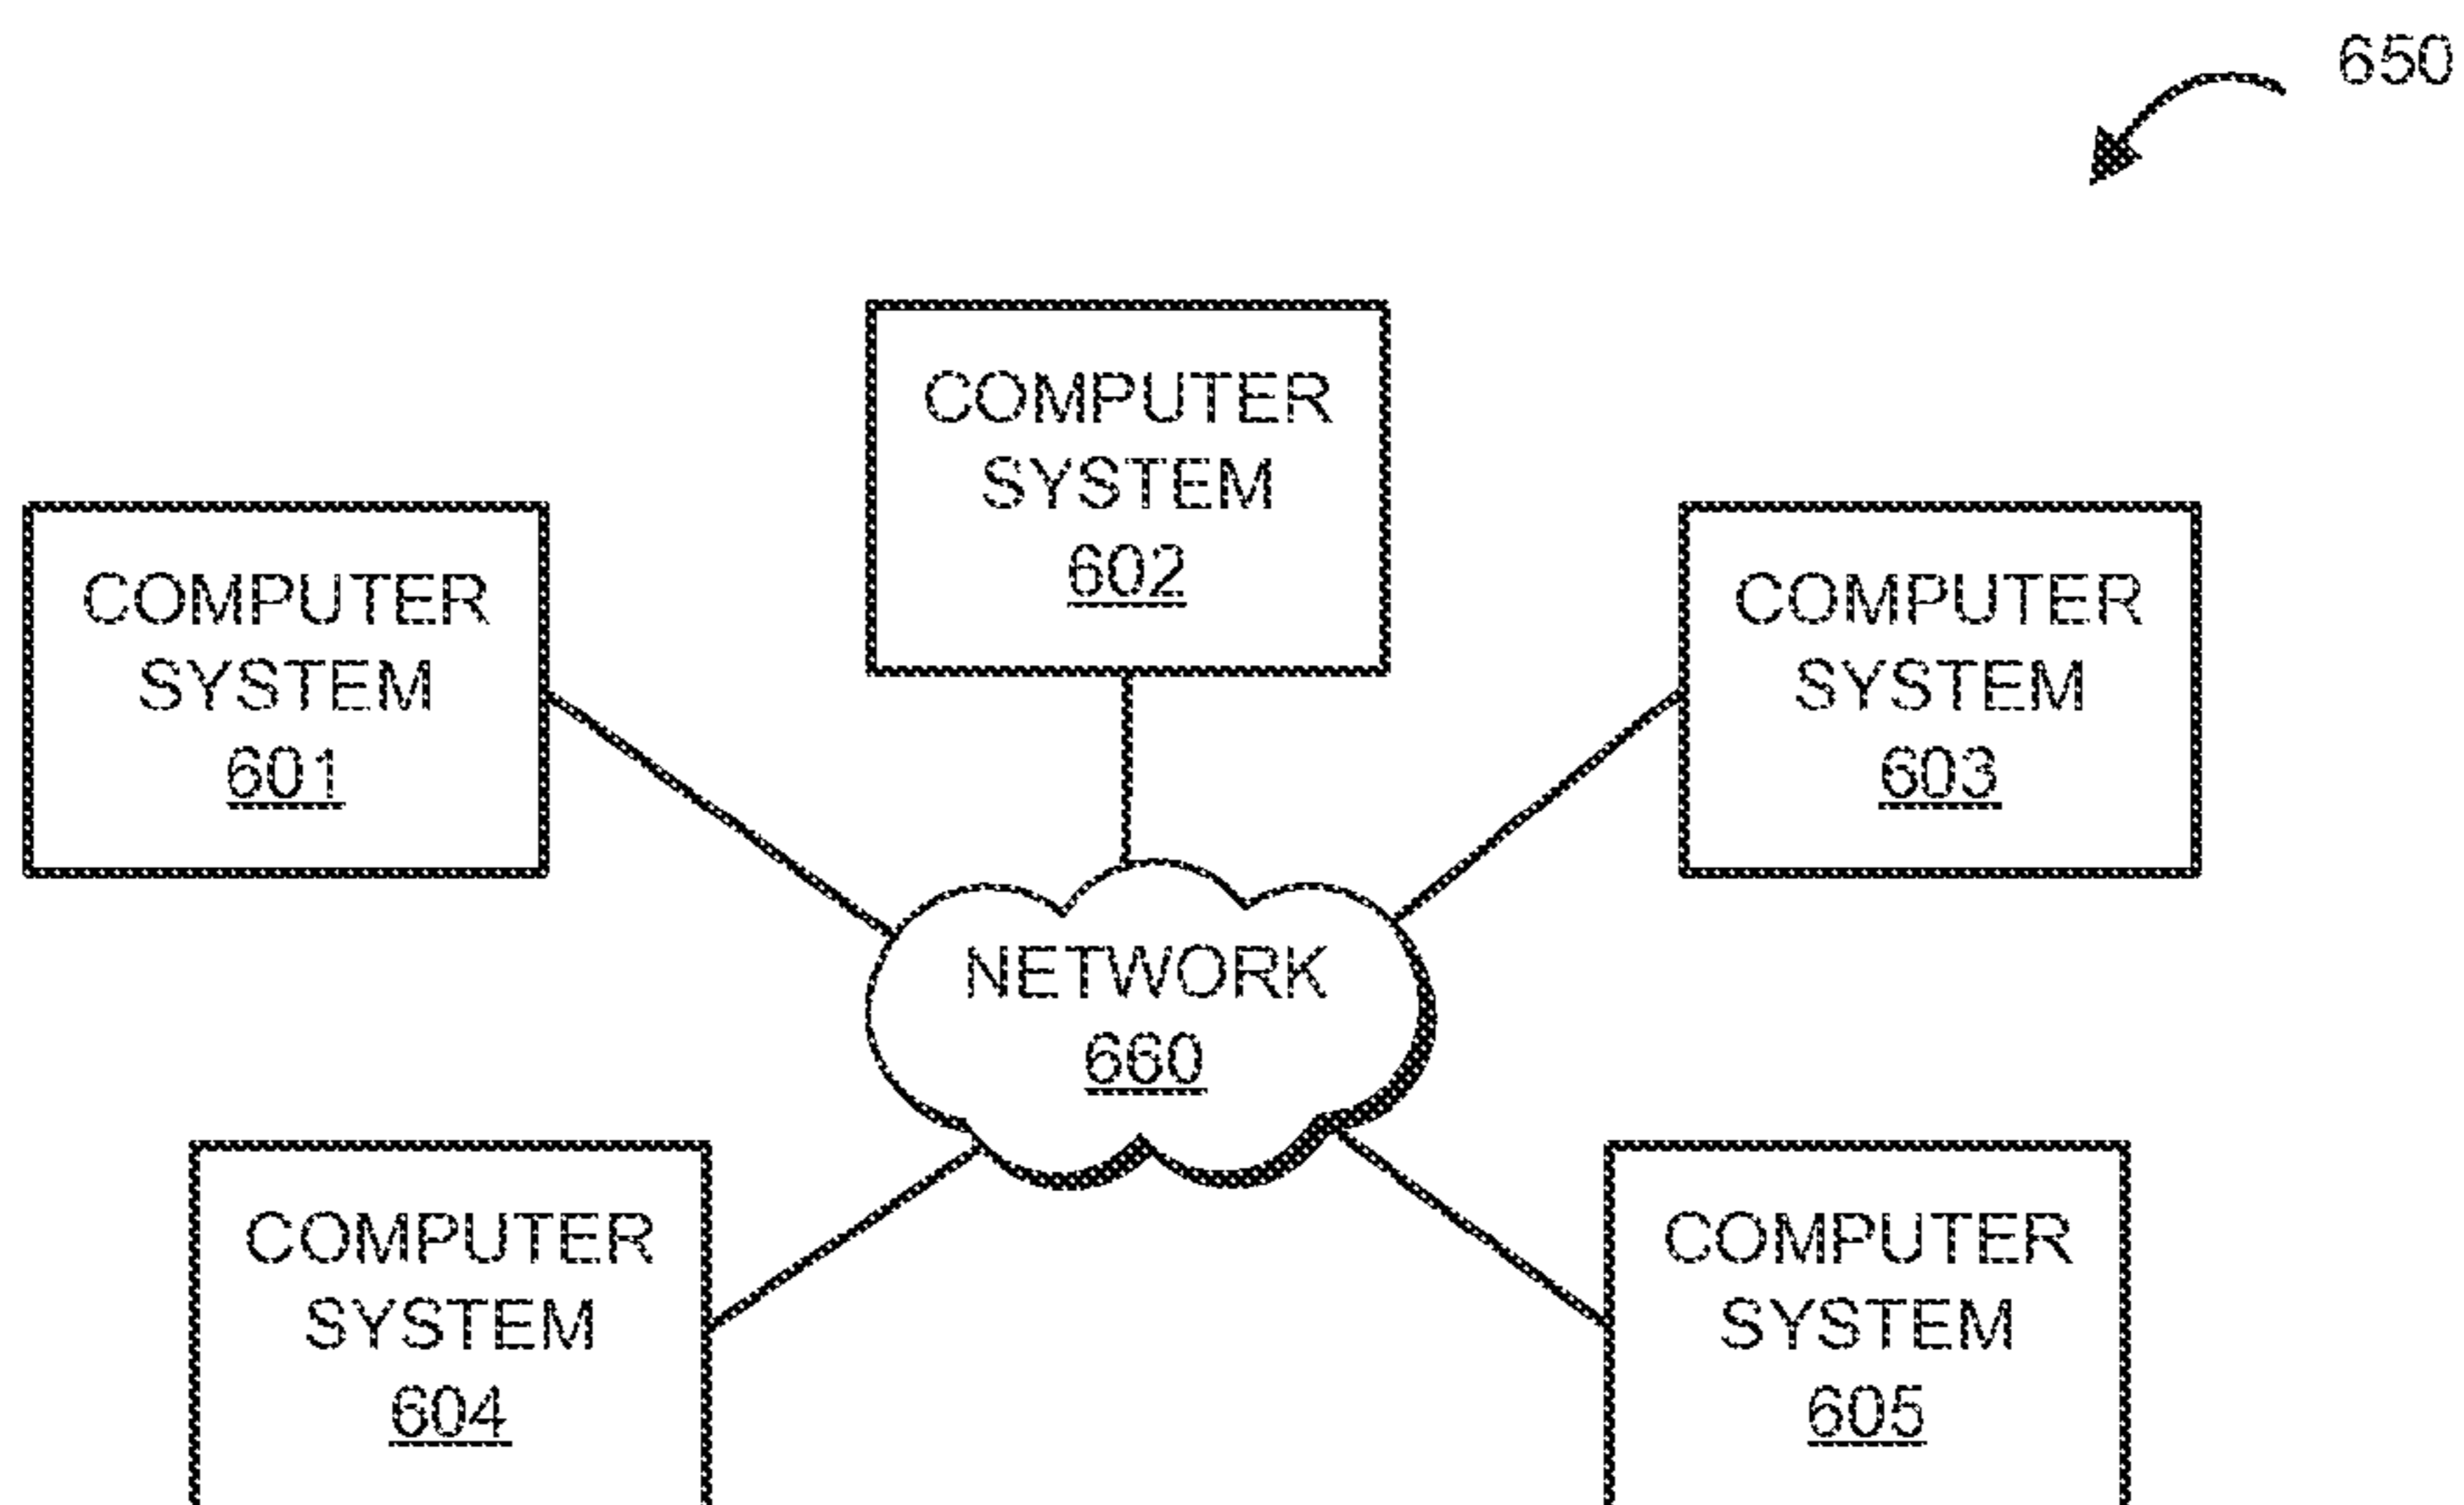 650
COMPUTER
SYSTEM
602
COMPUTER
SYSTEM
601
COMPUTER
SYSTEM
603
NETWORK
660
COMPUTER
SYSTEM
604
COMPUTER
SYSTEM
605